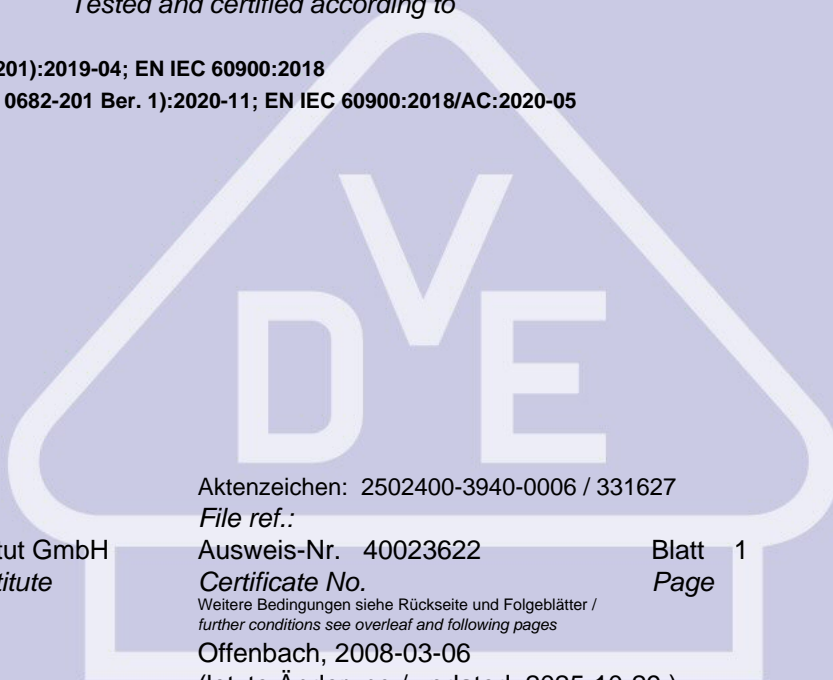 Tested and certified according to
201):2019-04; EN IEC 60900:2018
0682-201 Ber. 1):2020-11; EN IEC 60900:2018/AC:2020-05
VDE
Aktenzeichen: 2502400-3940-0006 / 331627
File ref.:
tut GmbH Ausweis-Nr. 40023622 Blatt 1
titute Certificate No. Page
Weitere Bedingungen siehe Rückseite und Folgeblätter /
further conditions see overleaf and following pages
Offenbach, 2008-03-06